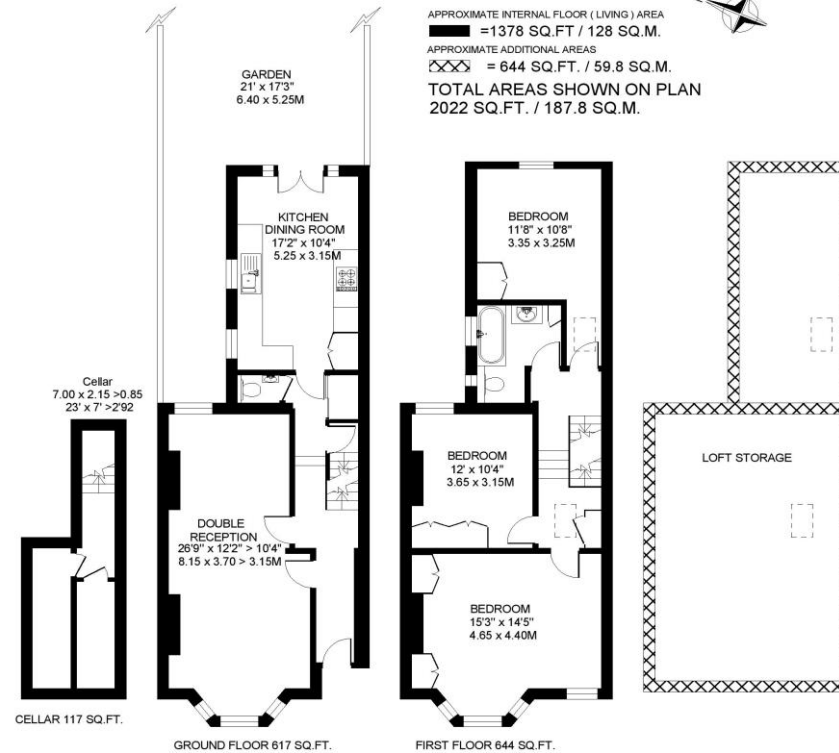 APPROXIMATE INTERNAL FLOOR ( LIVING ) AREA
=1378 SQ.FT / 128 SQ.M.
APPROXIMATE ADDITIONAL AREAS
= 644 SQ.FT. / 59.8 SQ.M.
TOTAL AREAS SHOWN ON PLAN
2022 SQ.FT. / 187.8 SQ.M.
GARDEN
21' x 17'3"
6.40 x 5.25M
KITCHEN
DINING ROOM
17'2" x 10'4"
5.25 x 3.15M
BEDROOM
11'8" x 10'8"
3.35 x 3.25M
Cellar
7.00 x 2.15 >0.85
23' x 7' >2'92
BEDROOM
12' x 10'4"
3.65 x 3.15M
LOFT STORAGE
DOUBLE
RECEPTION
26'9" x 12'2" > 10'4"
8.15 x 3.70 > 3.15M
BEDROOM
15'3" x 14'5"
4.65 x 4.40M
CELLAR 117 SQ.FT.
GROUND FLOOR 617 SQ.FT.
FIRST FLOOR 644 SQ.FT.